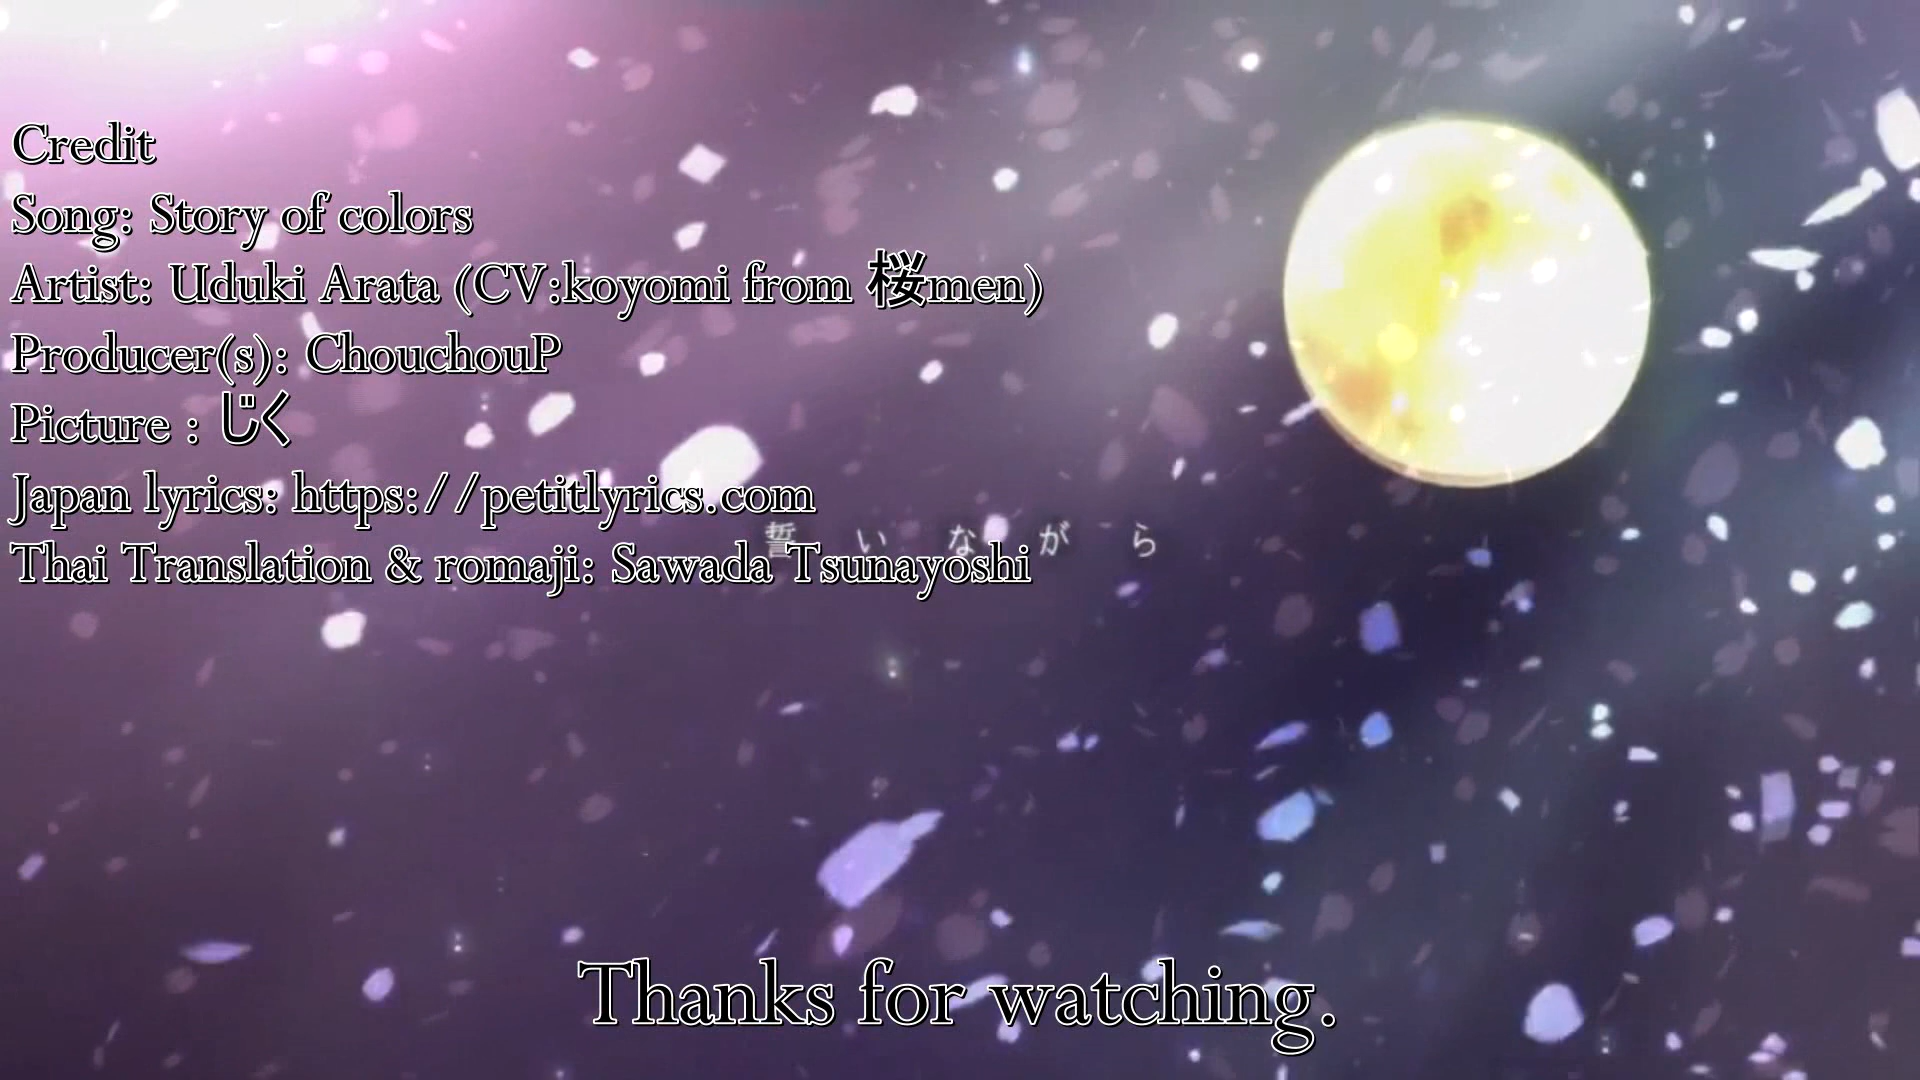 Credit
Song: Story of colors
Artist: Uduki Arata (CV:koyomi from 桜men)
Producer(s): ChouchouP
Picture : じく
Japan lyrics: https://petitlyrics.com
誓いながら
Thai Translation & romaji: Sawada Tsunayoshi
Thanks for watching.